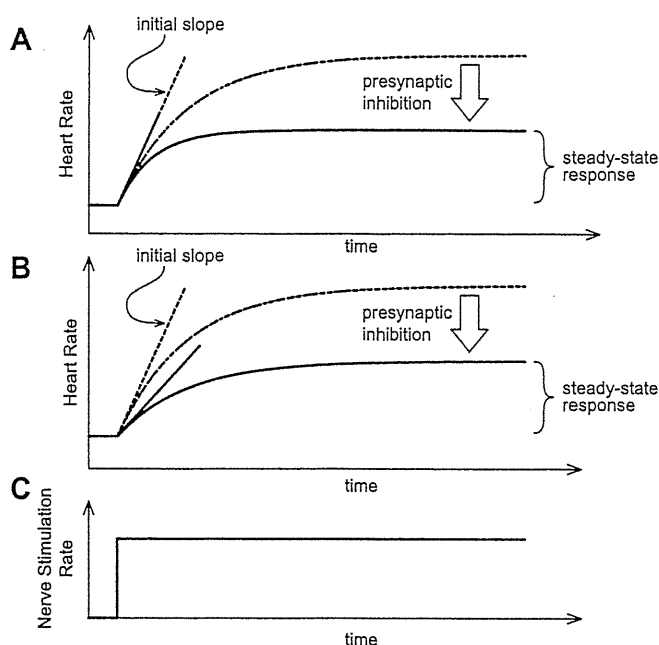 A
initial slope
Heart Rate
presynaptic
inhibition
steady-state
response
time
B
initial slope
Heart Rate
presynaptic
inhibition
steady-state
response
time
C
Nerve Stimulation
Rate
time